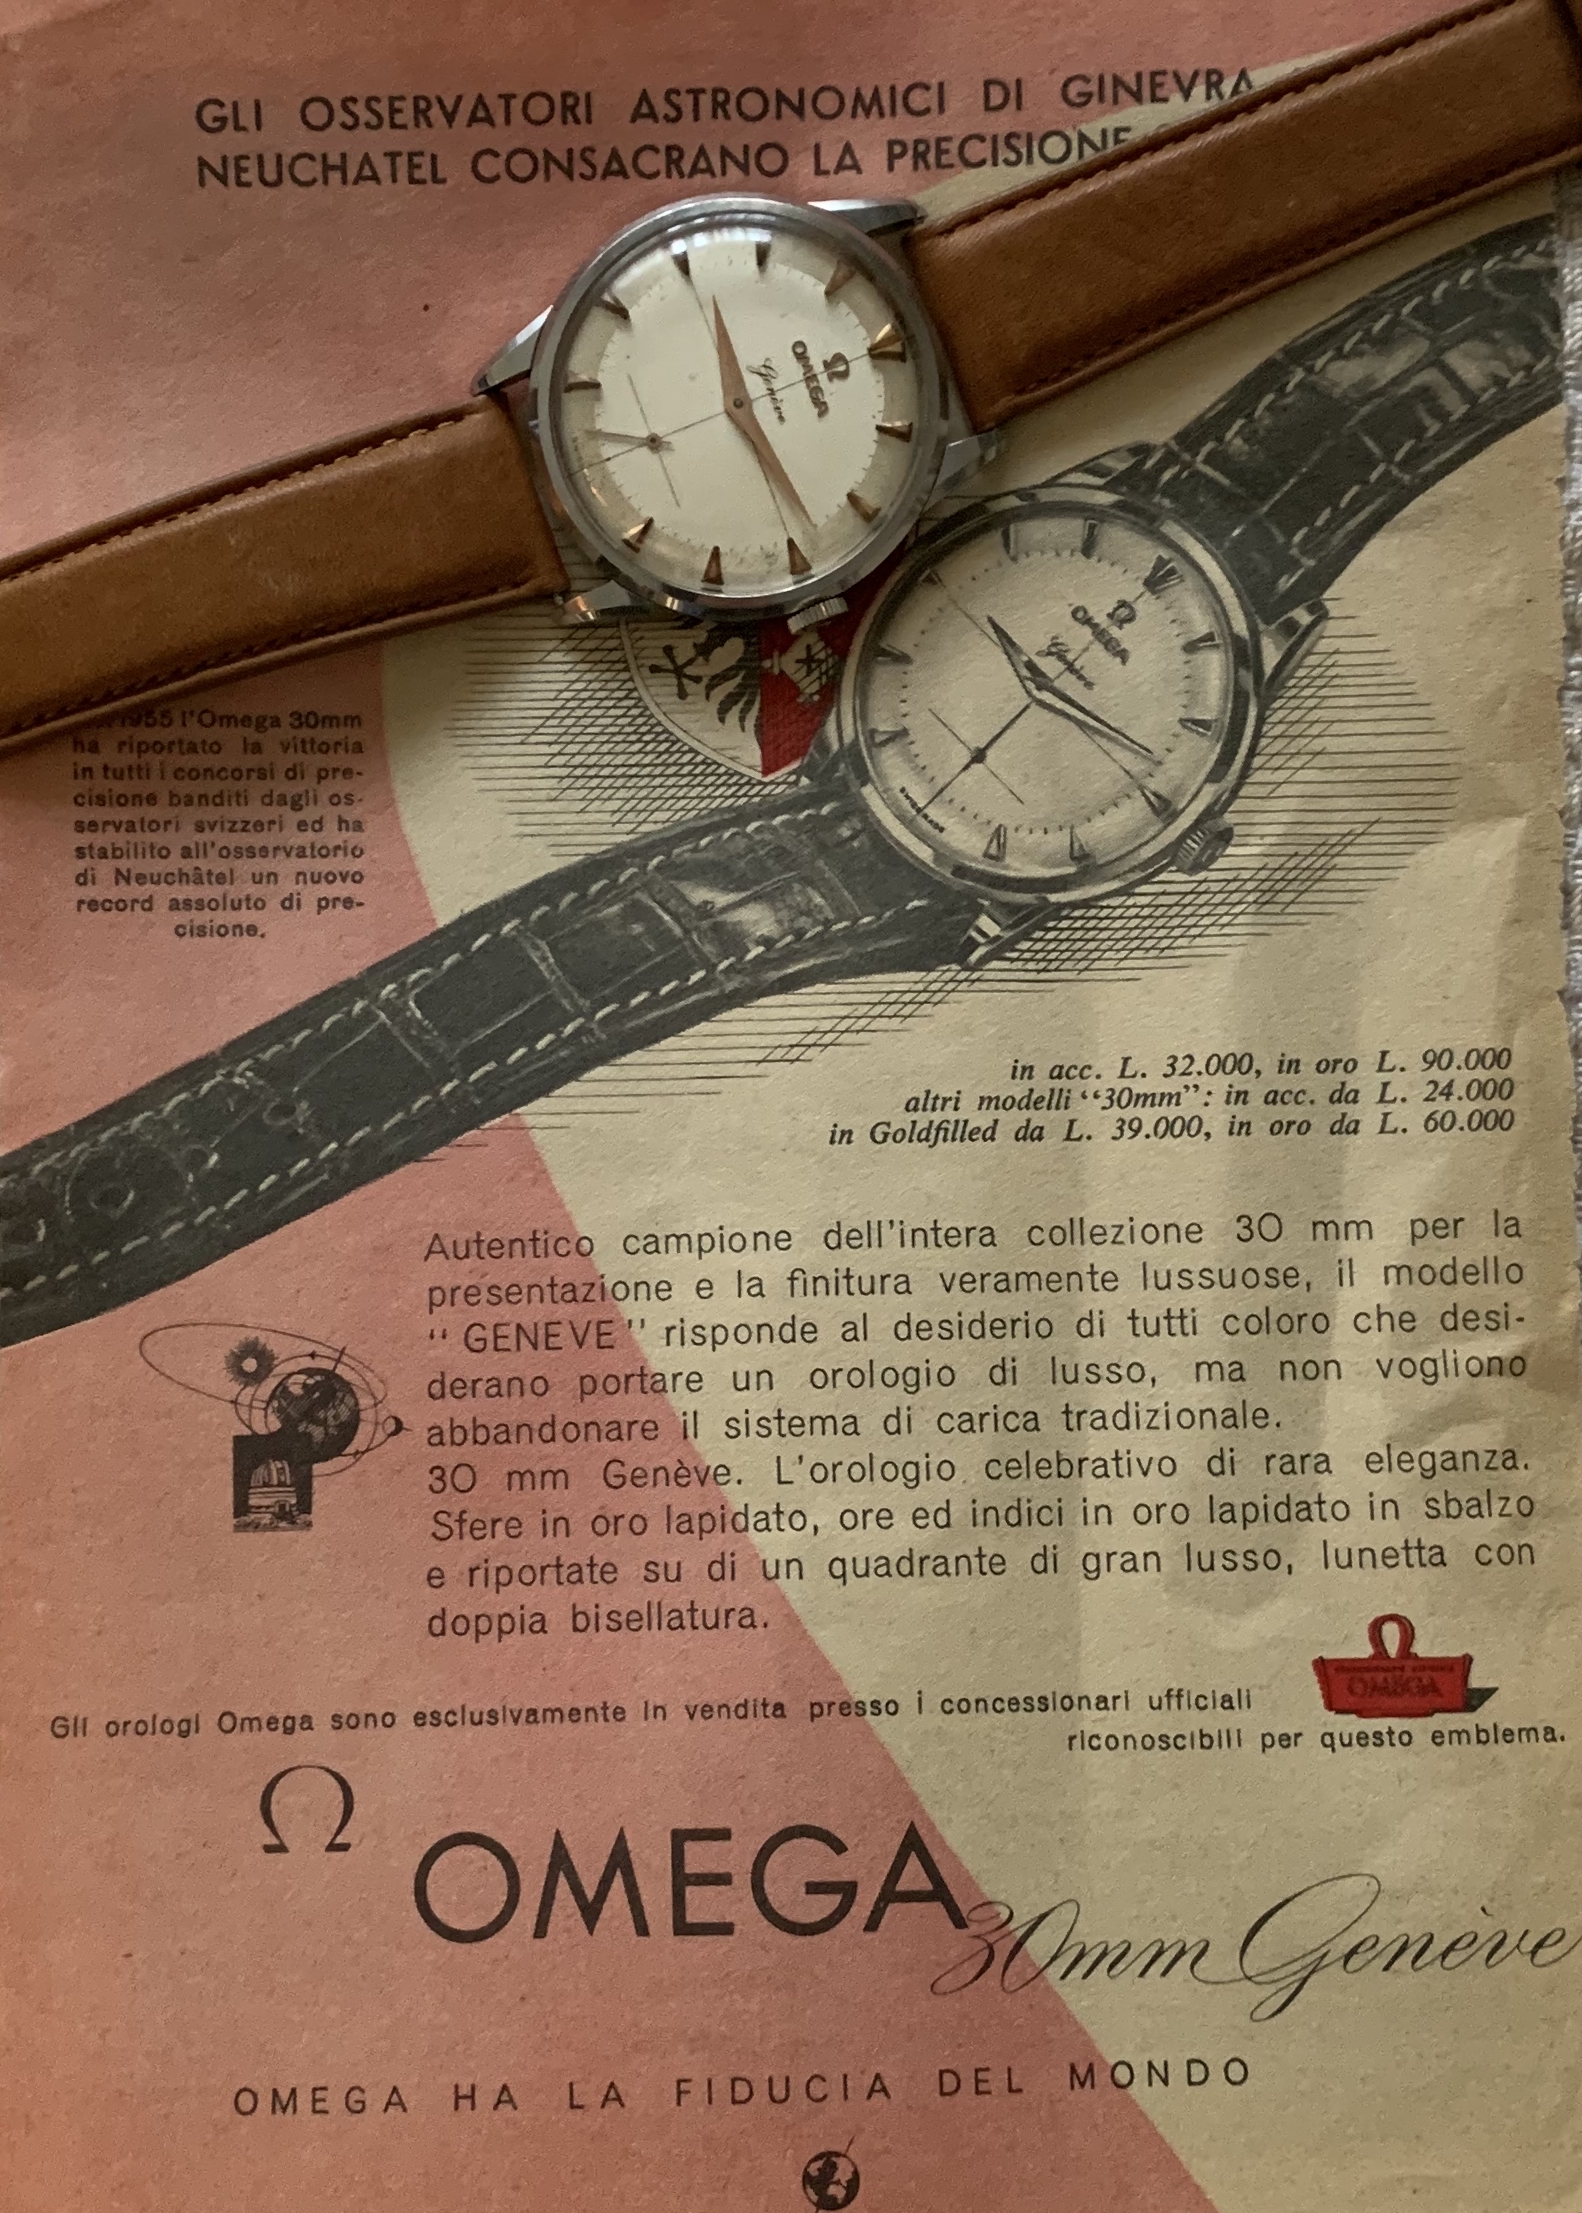 GLI OSSERVATORI ASTRONOMICI DI GINEVRA
NEUCHATEL CONSACRANO LA PRECISIONE
Ω
OMEGA
Genève
Ω
OMEGA
Genève
1955 l'Omega 30mm
ha riportato la vittoria
in tutti i concorsi di pre-
cisione banditi dagli os-
servatori svizzeri ed ha
stabilito all'osservatorio
di Neuchâtel un nuovo
record assoluto di pre-
cisione.
in acc. L. 32.000, in oro L. 90.000
altri modelli “30mm”: in acc. da L. 24.000
in Goldfilled da L. 39.000, in oro da L. 60.000
Autentico campione dell'intera collezione 30 mm per la
presentazione e la finitura veramente lussuose, il modello
“GENEVE” risponde al desiderio di tutti coloro che desi-
derano portare un orologio di lusso, ma non vogliono
abbandonare il sistema di carica tradizionale.
30 mm Genève. L'orologio celebrativo di rara eleganza.
Sfere in oro lapidato, ore ed indici in oro lapidato in sbalzo
e riportate su di un quadrante di gran lusso, lunetta con
doppia bisellatura.
OMEGA
Gli orologi Omega sono esclusivamente in vendita presso i concessionari ufficiali
riconoscibili per questo emblema.
Ω OMEGA
30mm Genève
OMEGA HA LA FIDUCIA DEL MONDO